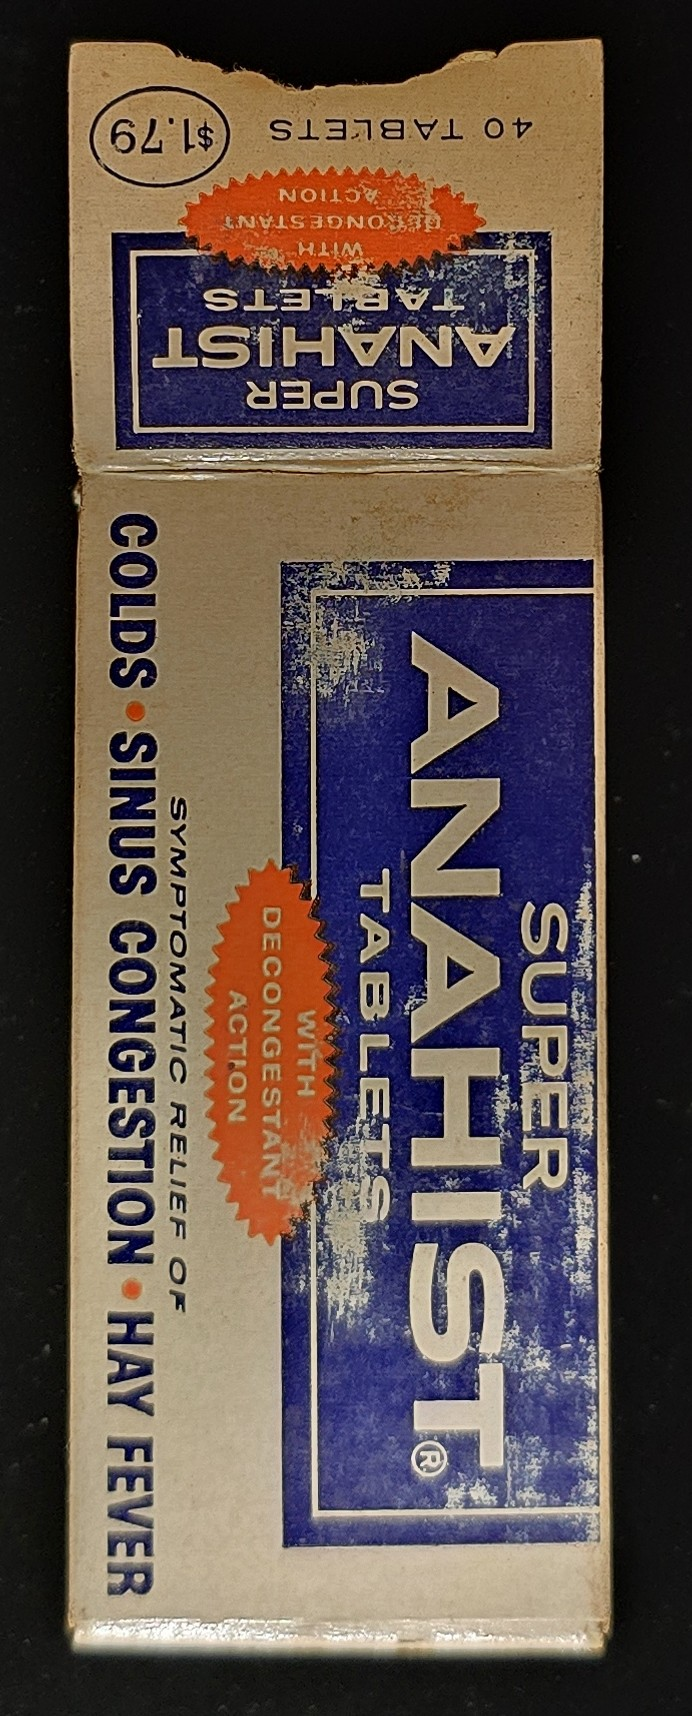 40 TABLETS $1.79
WITH
DECONGESTANT
ACTION
SUPER
ANAHIST
TABLETS
SUPER
ANAHIST®
TABLETS
WITH
DECONGESTANT
ACTION
SYMPTOMATIC RELIEF OF
COLDS • SINUS CONGESTION • HAY FEVER